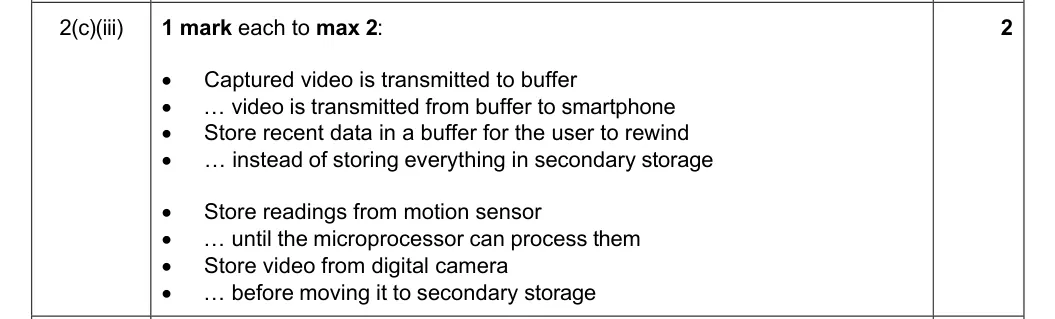 2(c)(iii) 1 mark each to max 2: 2
• Captured video is transmitted to buffer
• … video is transmitted from buffer to smartphone
• Store recent data in a buffer for the user to rewind
• … instead of storing everything in secondary storage
• Store readings from motion sensor
• … until the microprocessor can process them
• Store video from digital camera
• … before moving it to secondary storage